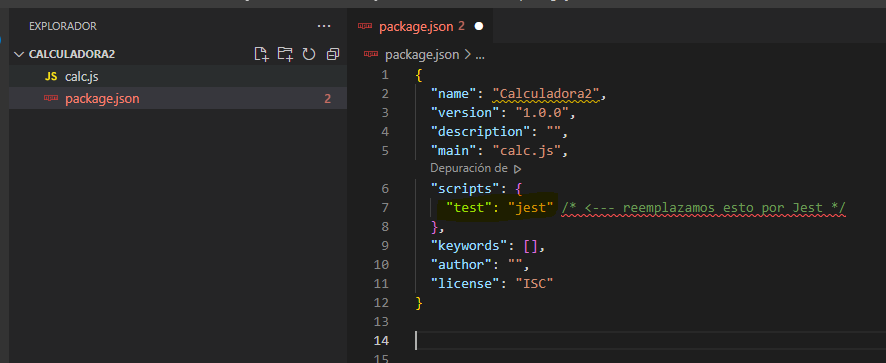 EXPLORADOR
CALCULADORA2
JS calc.js
package.json 2
package.json 2
package.json > ...
1 {
2 "name": "Calculadora2",
3 "version": "1.0.0",
4 "description": "",
5 "main": "calc.js",
Depuración de
6 "scripts": {
7 "test": "jest" /* <--- reemplazamos esto por Jest */
8 },
9 "keywords": [],
10 "author": "",
11 "license": "ISC"
12 }
13
14
15